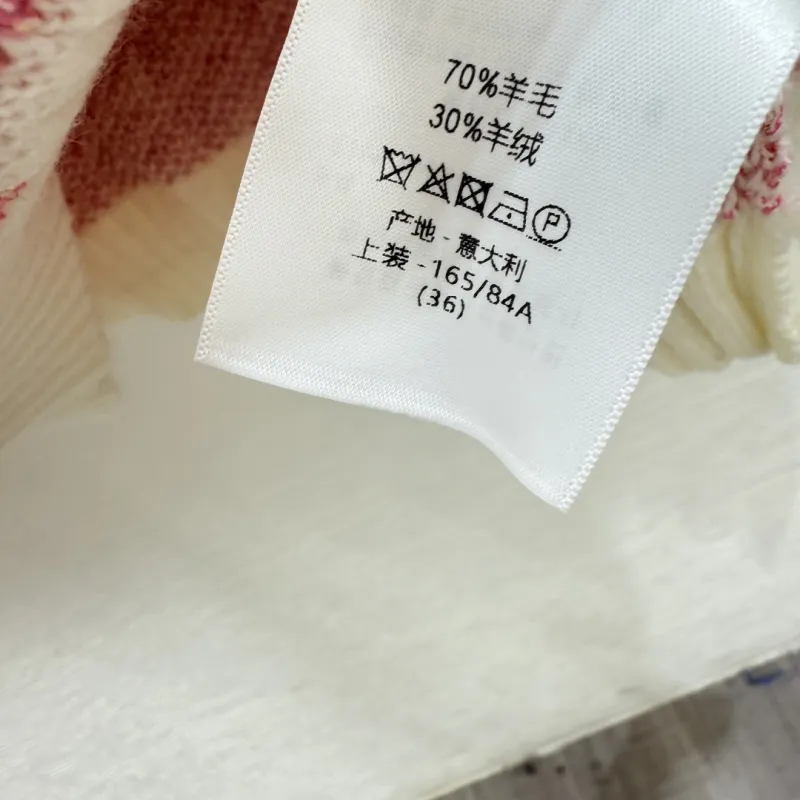 70%羊毛
30%羊绒
P
产地 - 意大利
上装 - 165/84A
(36)